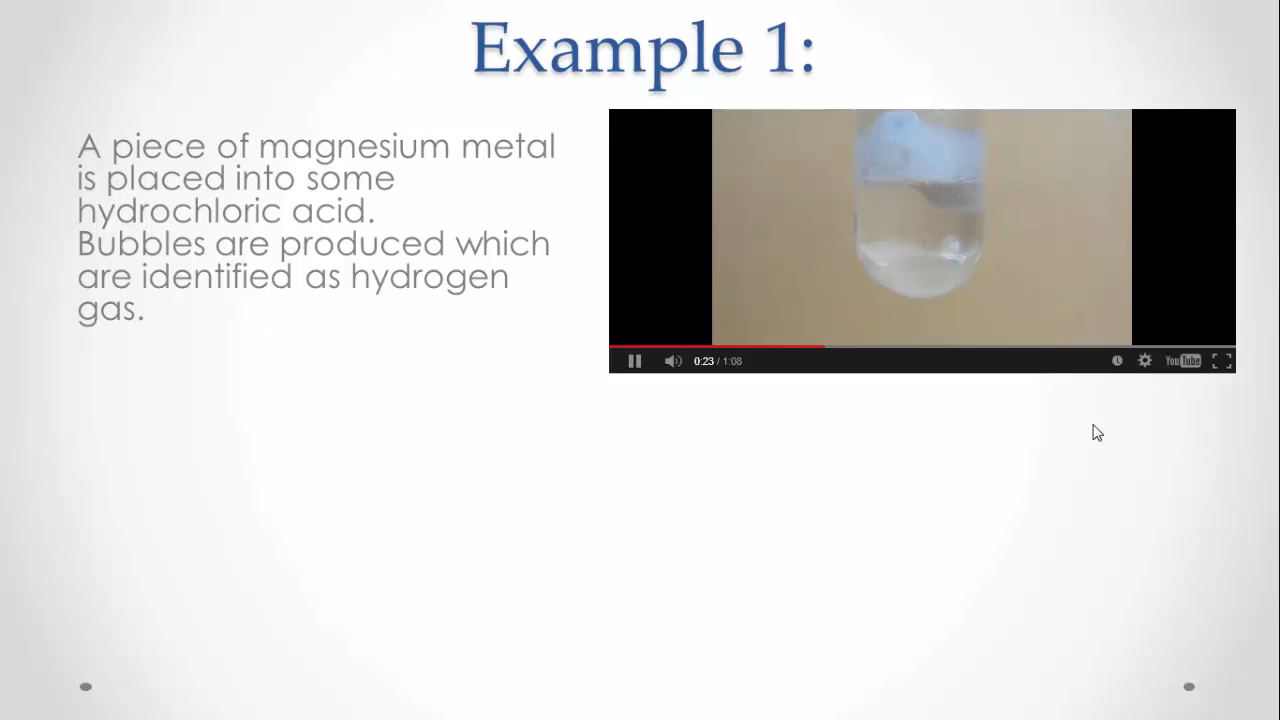 Example 1:
A piece of magnesium metal
is placed into some
hydrochloric acid.
Bubbles are produced which
are identified as hydrogen
gas.
0:23 / 1:08
YouTube